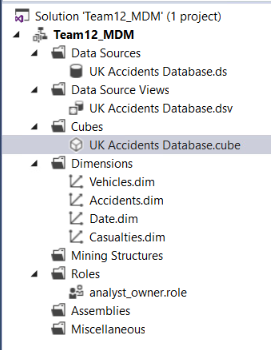 Solution 'Team12_MDM' (1 project)
Team12_MDM
Data Sources
UK Accidents Database.ds
Data Source Views
UK Accidents Database.dsv
Cubes
UK Accidents Database.cube
Dimensions
Vehicles.dim
Accidents.dim
Date.dim
Casualties.dim
Mining Structures
Roles
analyst_owner.role
Assemblies
Miscellaneous